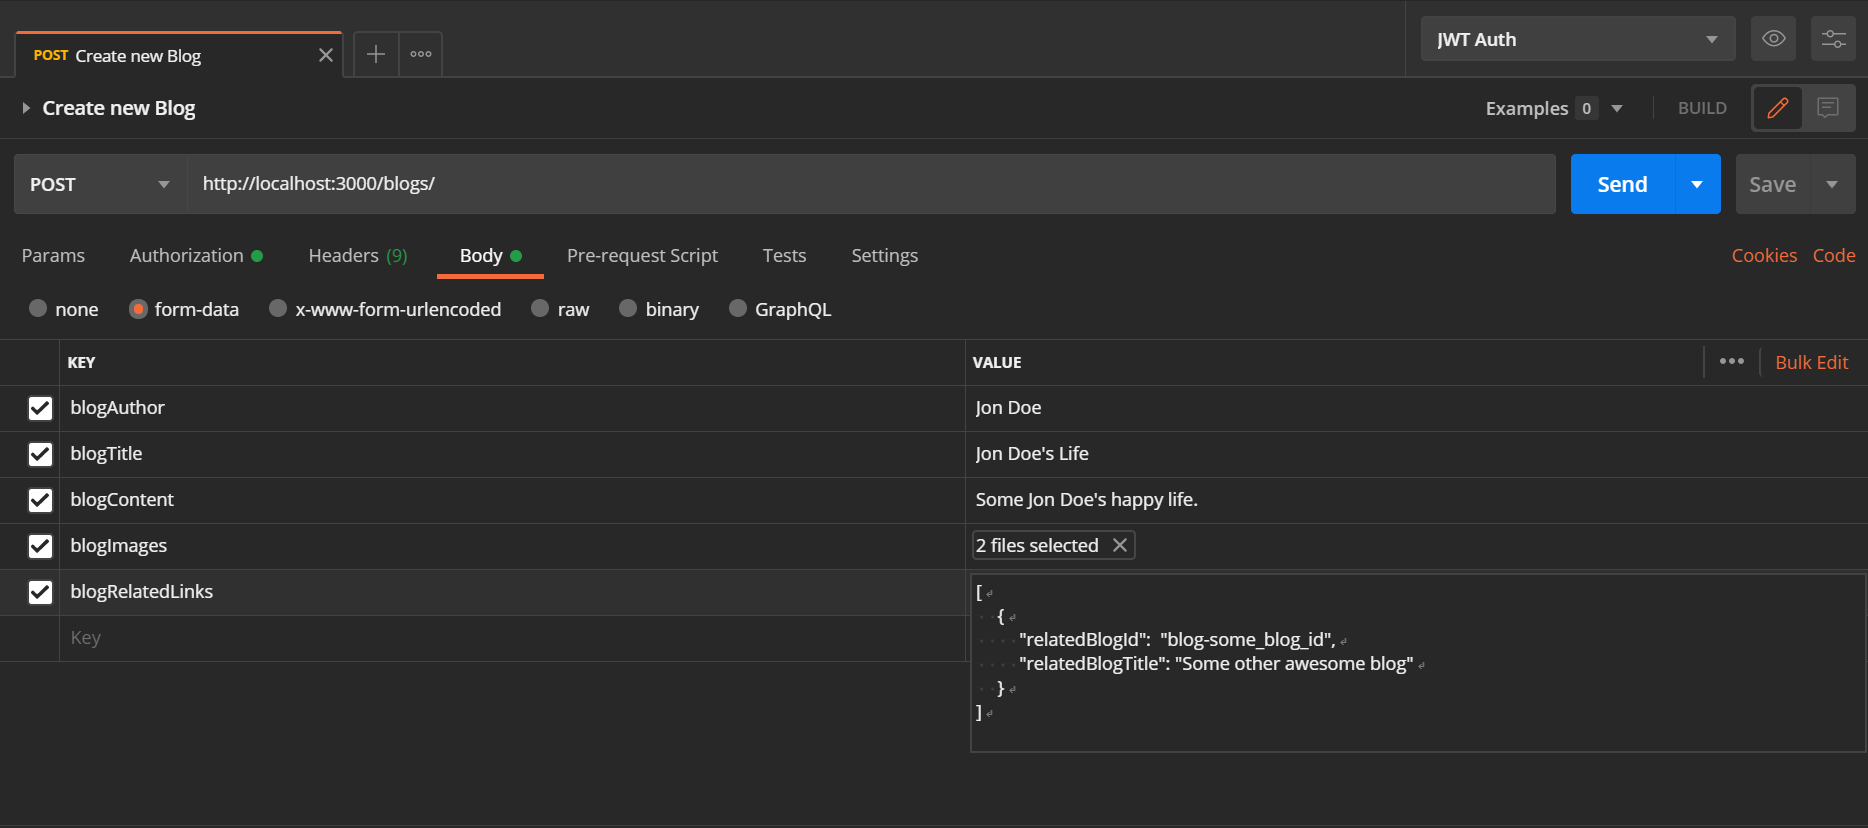 POST Create new Blog
JWT Auth
Create new Blog
Examples 0
BUILD
POST
http://localhost:3000/blogs/
Send
Save
Params Authorization Headers (9) Body Pre-request Script Tests Settings
Cookies Code
none form-data x-www-form-urlencoded raw binary GraphQL
KEY VALUE
Bulk Edit
blogAuthor Jon Doe
blogTitle Jon Doe's Life
blogContent Some Jon Doe's happy life.
blogImages 2 files selected
blogRelatedLinks
Key
[
{
"relatedBlogId": "blog-some_blog_id",
"relatedBlogTitle": "Some other awesome blog"
}
]